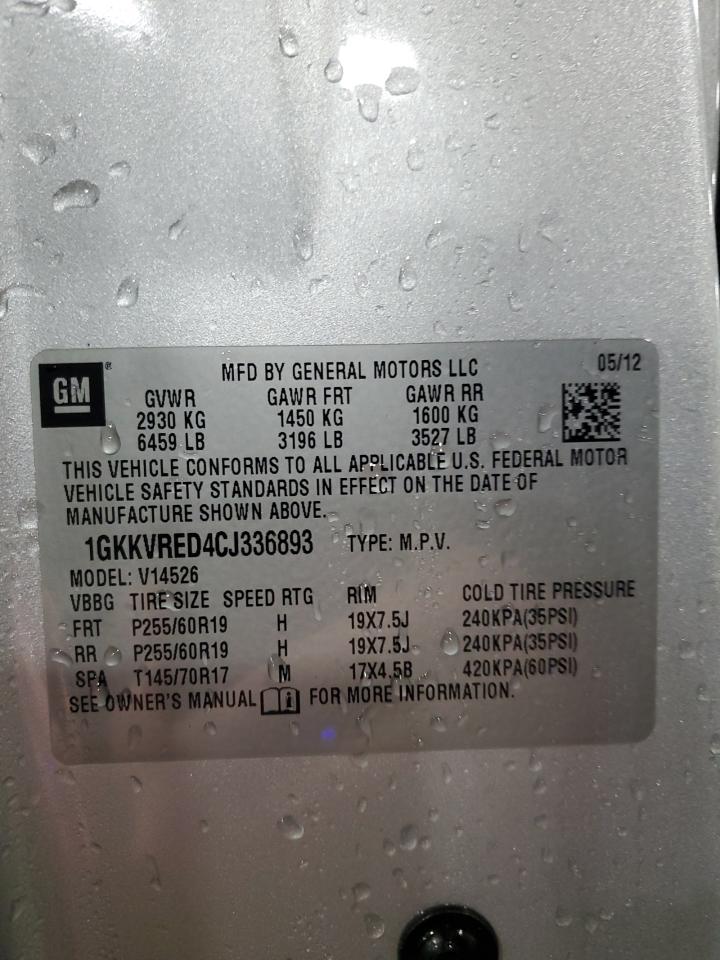 GM ®
MFD BY GENERAL MOTORS LLC 05/12
GVWR GAWR FRT GAWR RR
2930 KG 1450 KG 1600 KG
6459 LB 3196 LB 3527 LB
THIS VEHICLE CONFORMS TO ALL APPLICABLE U.S. FEDERAL MOTOR
VEHICLE SAFETY STANDARDS IN EFFECT ON THE DATE OF
MANUFACTURE SHOWN ABOVE.
1GKKVRED4CJ336893 TYPE: M.P.V.
MODEL: V14526
VBBG TIRE SIZE SPEED RTG RIM COLD TIRE PRESSURE
FRT P255/60R19 H 19X7.5J 240KPA(35PSI)
RR P255/60R19 H 19X7.5J 240KPA(35PSI)
SPA T145/70R17 M 17X4.5B 420KPA(60PSI)
SEE OWNER'S MANUAL FOR MORE INFORMATION.